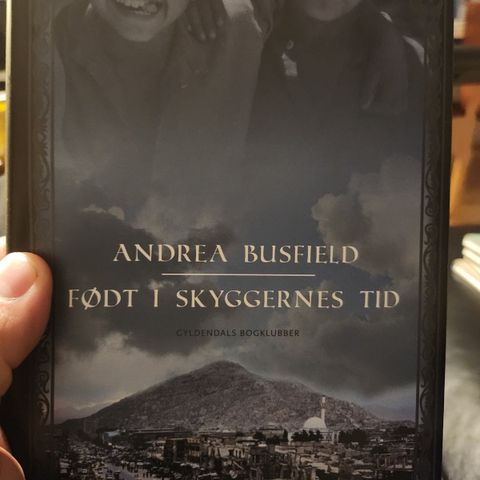 ANDREA BUSFIELD
FØDT I SKYGGERNES TID
GYLDENDALS BOGKLUBBER